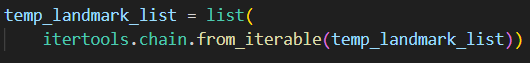 temp_landmark_list = list(
    itertools.chain.from_iterable(temp_landmark_list))